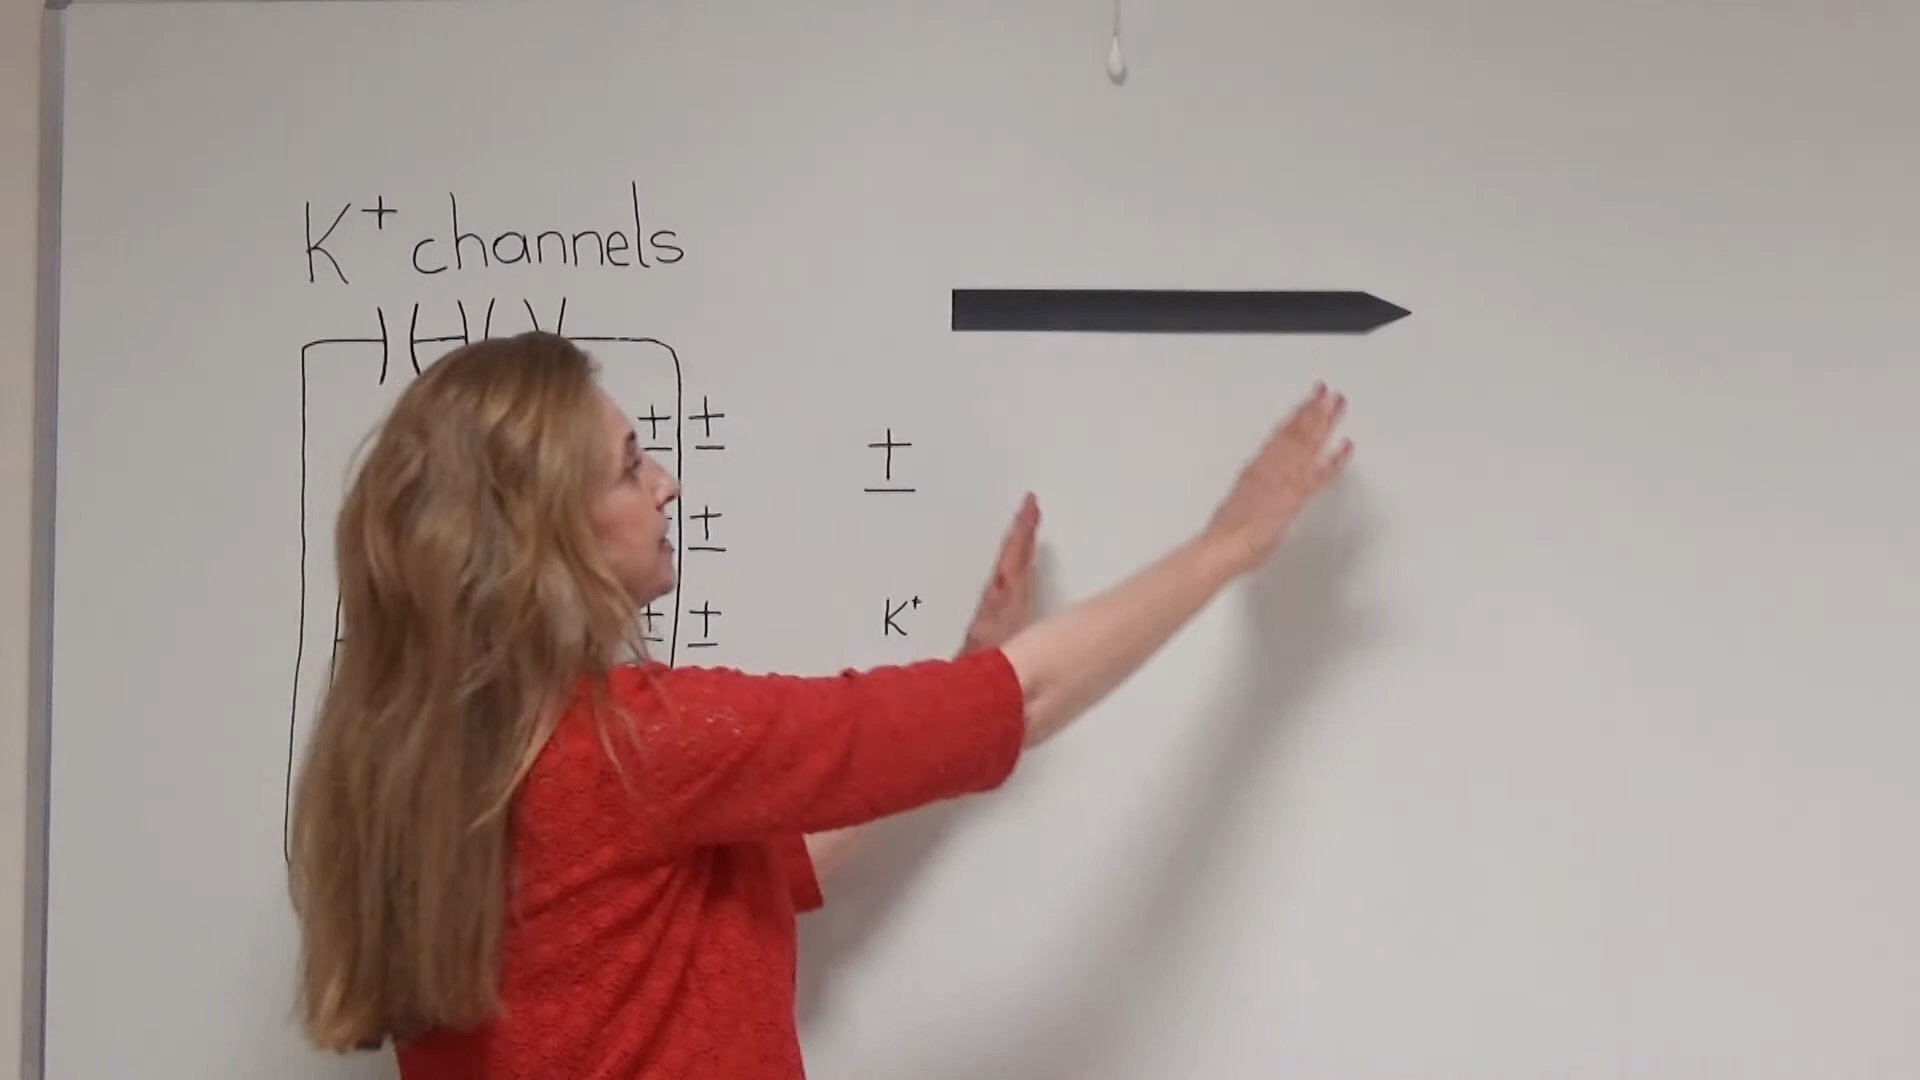 K⁺ channels
± ±
±
±
± ±
K⁺